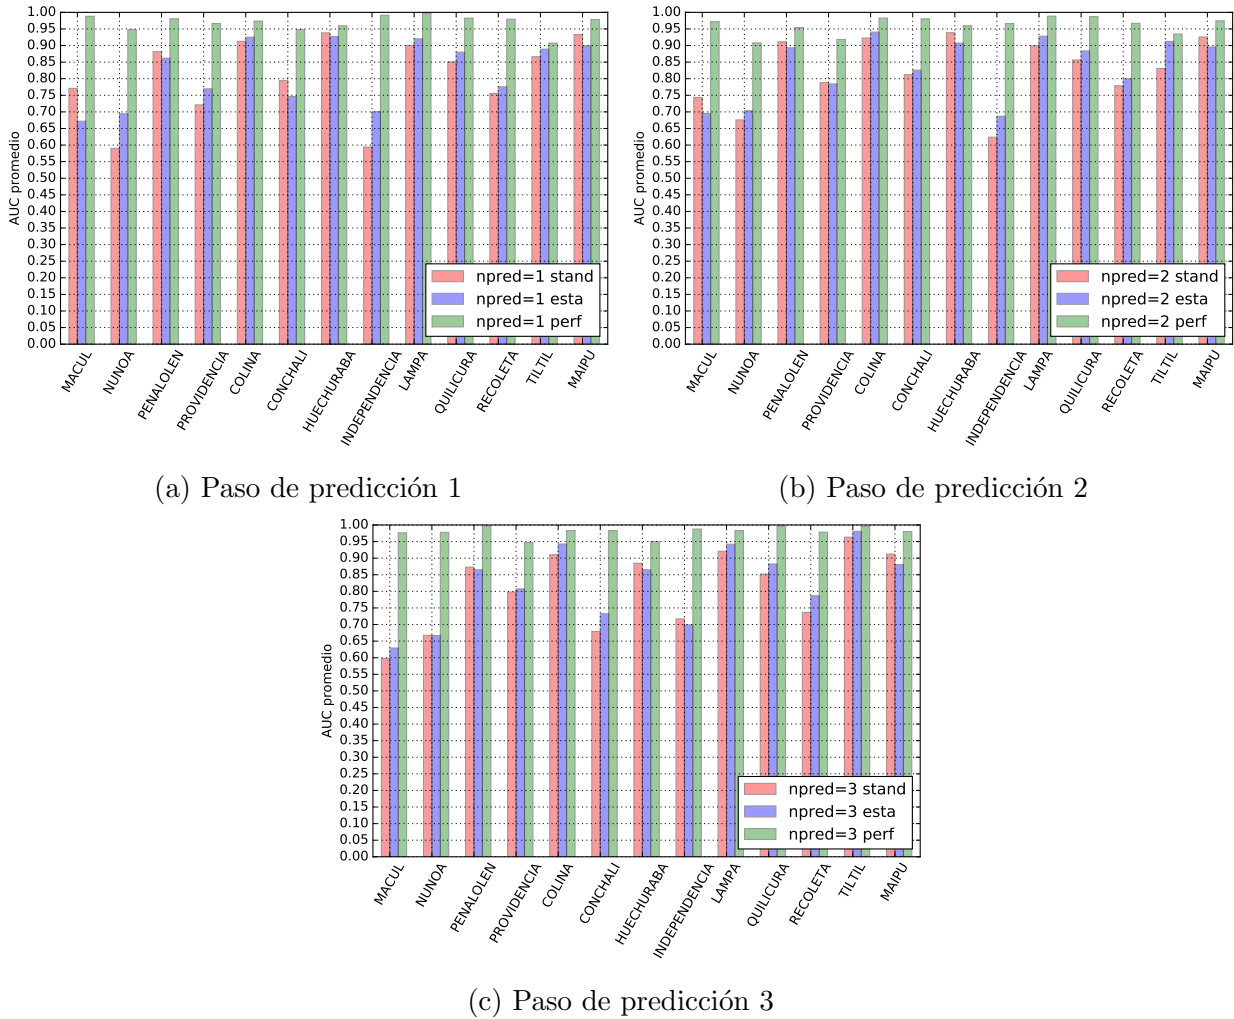 1.00
0.95
0.90
0.85
0.80
0.75
0.70
0.65
0.60
0.55
0.50
0.45
0.40
0.35
0.30
0.25
0.20
0.15
0.10
0.05
0.00
AUC promedio
npred=1 stand
npred=1 esta
npred=1 perf
MACUL
NUNOA
PENALOLEN
PROVIDENCIA
COLINA
CONCHALI
HUECHURABA
INDEPENDENCIA
LAMPA
QUILICURA
RECOLETA
TILTIL
MAIPU
(a) Paso de predicción 1
1.00
0.95
0.90
0.85
0.80
0.75
0.70
0.65
0.60
0.55
0.50
0.45
0.40
0.35
0.30
0.25
0.20
0.15
0.10
0.05
0.00
AUC promedio
npred=2 stand
npred=2 esta
npred=2 perf
MACUL
NUNOA
PENALOLEN
PROVIDENCIA
COLINA
CONCHALI
HUECHURABA
INDEPENDENCIA
LAMPA
QUILICURA
RECOLETA
TILTIL
MAIPU
(b) Paso de predicción 2
1.00
0.95
0.90
0.85
0.80
0.75
0.70
0.65
0.60
0.55
0.50
0.45
0.40
0.35
0.30
0.25
0.20
0.15
0.10
0.05
0.00
AUC promedio
npred=3 stand
npred=3 esta
npred=3 perf
MACUL
NUNOA
PENALOLEN
PROVIDENCIA
COLINA
CONCHALI
HUECHURABA
INDEPENDENCIA
LAMPA
QUILICURA
RECOLETA
TILTIL
MAIPU
(c) Paso de predicción 3